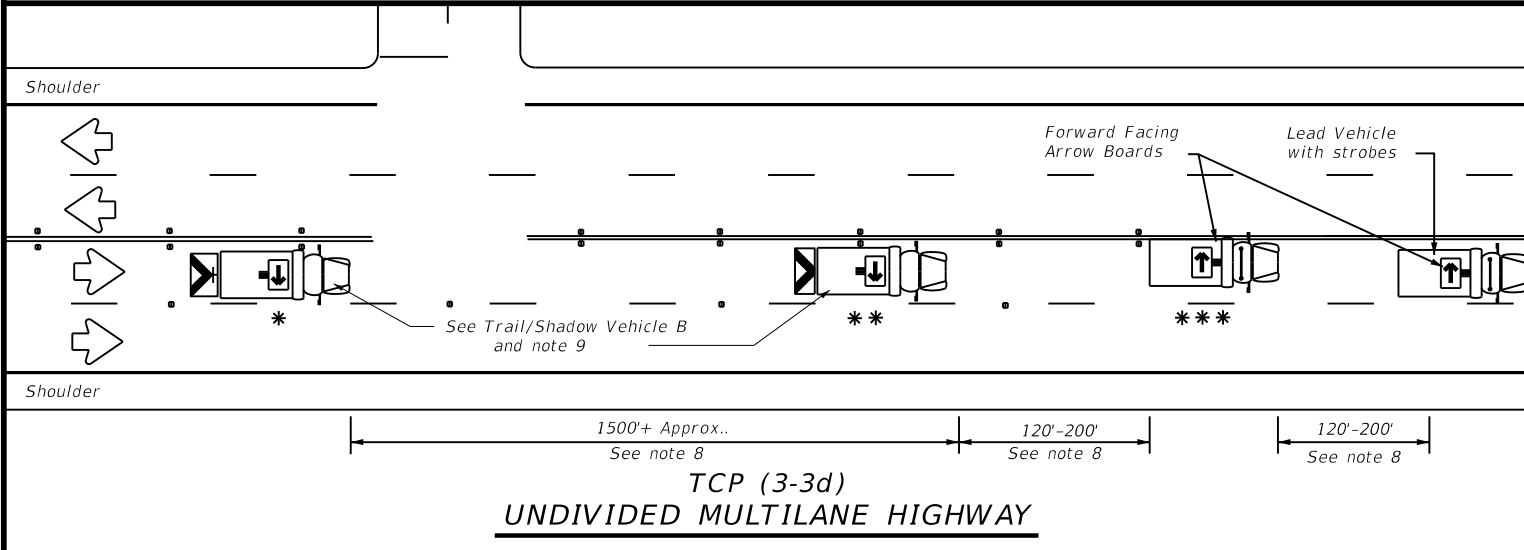 Shoulder
Forward Facing
Arrow Boards
Lead Vehicle
with strobes
* 
* *
* * *
See Trail/Shadow Vehicle B
and note 9
Shoulder
1500'+ Approx..
See note 8
120'-200'
See note 8
120'-200'
See note 8
TCP (3-3d)
UNDIVIDED MULTILANE HIGHWAY